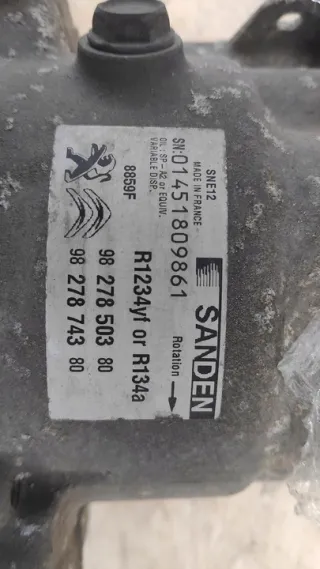 SANDEN
Rotation
SNE12
MADE IN FRANCE-
SN:01451809861
OIL: SP-A2 or EQUIV.
VARIABLE DISP.
8859F
R1234yf or R134a
98 278 503 80
98 278 743 80